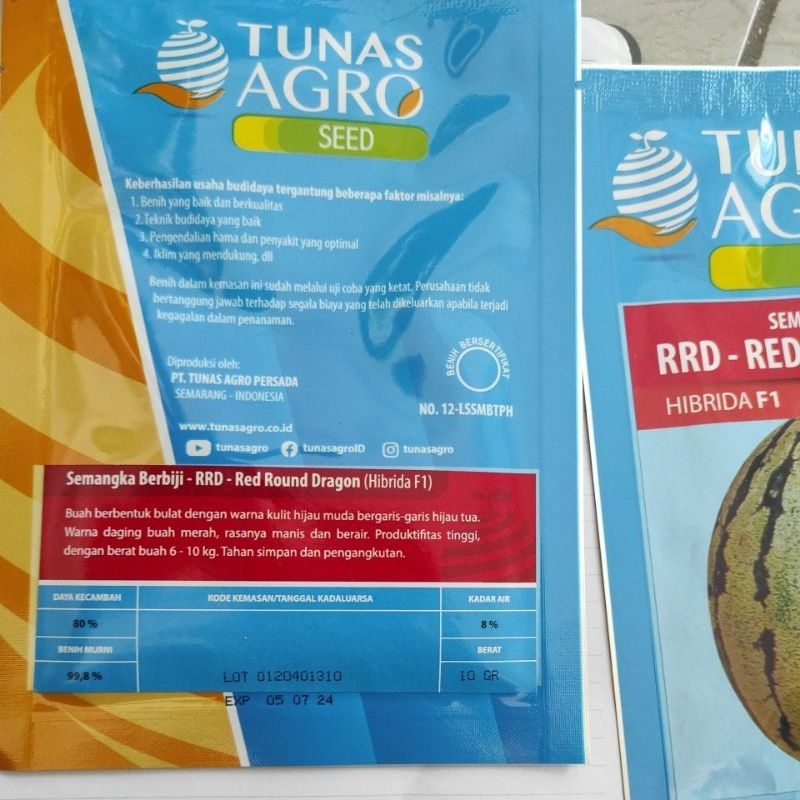 TUNAS
AGRO
SEED
Keberhasilan usaha budidaya tergantung beberapa faktor misalnya:
1. Benih yang baik dan berkualitas
2. Teknik budidaya yang baik
3. Pengendalian hama dan penyakit yang optimal
4. Iklim yang mendukung, dll
Benih dalam kemasan ini sudah melalui uji coba yang ketat. Perusahaan tidak
bertanggung jawab terhadap segala biaya yang telah dikeluarkan apabila terjadi
kegagalan dalam penanaman.
Diproduksi oleh:
PT. TUNAS AGRO PERSADA
SEMARANG - INDONESIA
BENIH BERSERTIFIKAT
NO. 12-LSSMBTPH
www.tunasagro.co.id
tunasagro tunasagroID tunasagro
Semangka Berbiji - RRD - Red Round Dragon (Hibrida F1)
Buah berbentuk bulat dengan warna kulit hijau muda bergaris-garis hijau tua.
Warna daging buah merah, rasanya manis dan berair. Produktifitas tinggi,
dengan berat buah 6 - 10 kg. Tahan simpan dan pengangkutan.
DAYA KECAMBAH KODE KEMASAN/TANGGAL KADALUARSA KADAR AIR
80 % 8 %
BENIH MURNI BERAT
99,8 % LOT 0120401310 10 GR
EXP 05 07 24
TU
AG
SEM
RRD - RED
HIBRIDA F1